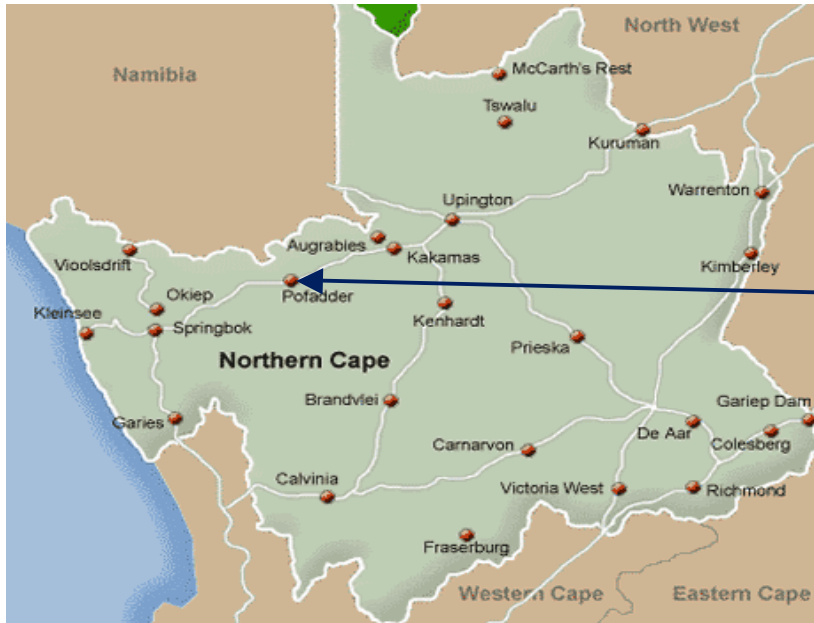 North West
Namibia
McCarth's Rest
Tswalu
Kuruman
Warrenton
Upington
Augrabies
Kakamas
Kimberley
Vioolsdrift
Pofadder
Okiep
Kleinsee
Springbok
Kenhardt
Prieska
Northern Cape
Brandvlei
Gariep Dam
Garies
De Aar
Colesberg
Carnarvon
Calvinia
Victoria West
Richmond
Fraserburg
Western Cape
Eastern Cape